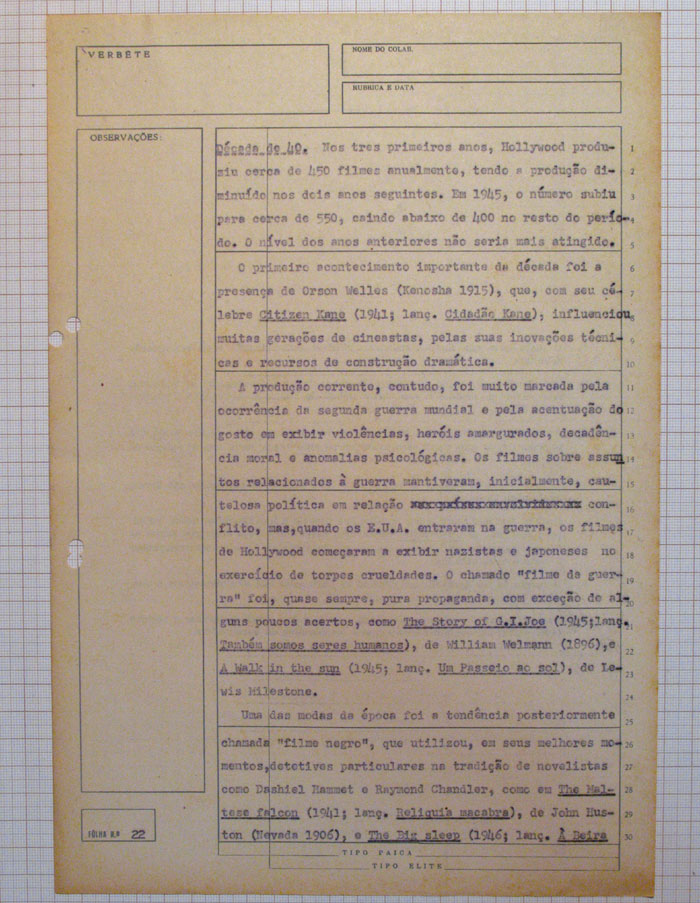 VERBÊTE
NOME DO COLAB.
RUBRICA E DATA
OBSERVAÇÕES:
Década de 40. Nos tres primeiros anos, Hollywood produ- 1
ziu cerca de 450 filmes anualmente, tendo a produção di- 2
minuído nos dois anos seguintes. Em 1945, o número subiu 3
para cerca de 550, caindo abaixo de 400 no resto do perío- 4
do. O nível dos anos anteriores não seria mais atingido. 5
O primeiro acontecimento importante da década foi a 6
presença de Orson Welles (Kenosha 1915), que, com seu cé- 7
lebre Citizen Kane (1941; lanç. Cidadão Kane), influenciou 8
muitas gerações de cineastas, pelas suas inovações técni- 9
cas e recursos de construção dramática. 10
A produção corrente, contudo, foi muito marcada pela 11
ocorrência da segunda guerra mundial e pela acentuação do 12
gosto em exibir violências, heróis amargurados, decadên- 13
cia moral e anomalias psicológicas. Os filmes sobre assun 14
tos relacionados à guerra mantiveram, inicialmente, cau- 15
telosa política em relação con- 16
flito, mas,quando os E.U.A. entraram na guerra, os filmes 17
de Hollywood começaram a exibir nazistas e japoneses no 18
exercício de torpes crueldades. O chamado "filme de guer- 19
ra" foi, quase sempre, pura propaganda, com exceção de al- 20
guns poucos acertos, como The Story of G.I.Joe (1945;lanç. 21
Também somos seres humanos), de William Welmann (1896),e 22
A Walk in the sun (1945; lanç. Um Passeio ao sol), de Le- 23
wis Milestone. 24
Uma das modas da época foi a tendência posteriormente 25
chamada "filme negro", que utilizou, em seus melhores mo- 26
mentos,detetives particulares na tradição de novelistas 27
como Dashiel Hammet e Raymond Chandler, como em The Mal- 28
tese falcon (1941; lanç. Relíquia macabra), de John Hus- 29
ton (Nevada 1906), e The Big sleep (1946; lanç. À Beira 30
FÔLHA N.º 22
TIPO PAICA
TIPO ELITE